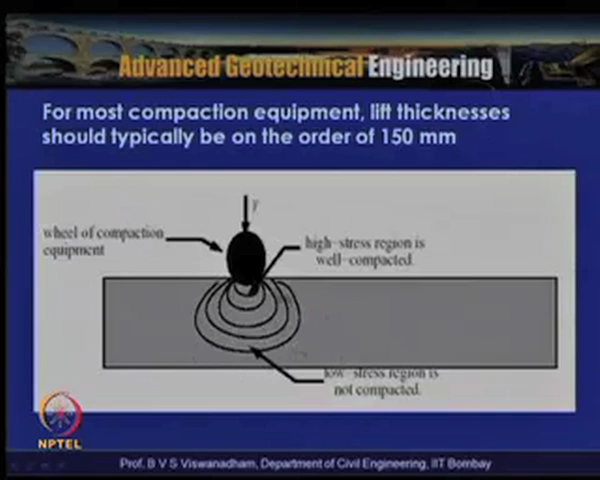 Advanced Geotechnical Engineering
For most compaction equipment, lift thicknesses
should typically be on the order of 150 mm
wheel of compaction
equipment
high-stress region is
well-compacted.
low-stress region is
not compacted.
NPTEL
Prof. B V S Viswanadham, Department of Civil Engineering, IIT Bombay